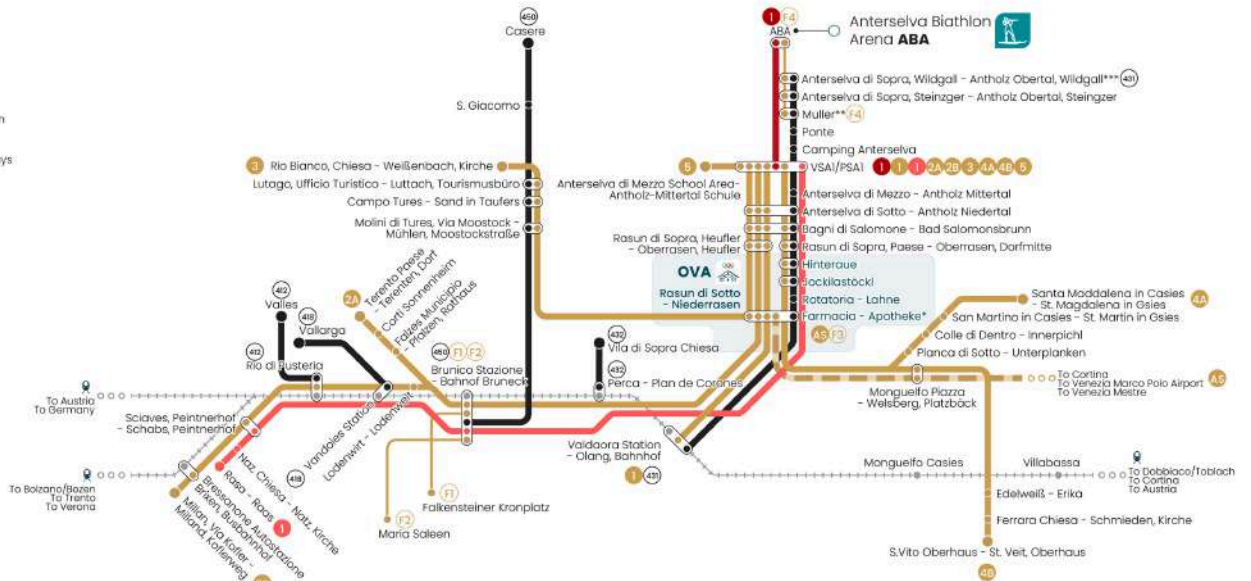 450
Casere
1
F4
ABA
Anterselva Biathlon
Arena ABA
Anterselva di Sopra, Wildgall - Antholz Obertal, Wildgall***
431
Anterselva di Sopra, Steinzger - Antholz Obertal, Steingzer
S. Giacomo
Muller**
F4
Ponte
Camping Anterselva
3
Rio Bianco, Chiesa - Weißenbach, Kirche
5
VSA1/PSA1
1
1
1
2A
2B
3
4A
4B
5
Lutago, Ufficio Turistico - Luttach, Tourismusbüro
Anterselva di Mezzo School Area-
Antholz-Mittertal Schule
Anterselva di Mezzo - Antholz Mittertal
Campo Tures - Sand in Taufers
Anterselva di Sotto - Antholz Niedertal
Molini di Tures, Via Moostock -
Mühlen, Moostockstraße
Bagni di Salomone - Bad Salomonsbrunn
Rasun di Sopra, Heufler
- Oberrasen, Heufler
Rasun di Sopra, Paese - Oberrasen, Dorfmitte
Hinteraue
OVA
Jockilastöckl
Rasun di Sotto
- Niederrasen
Rotatoria - Lahne
Farmacia - Apotheke*
A5
F3
2A
Terento Paese
- Terenten, Dorf
Corti Sonnenheim
Falzes Municipio
- Pfalzen, Rathaus
412
Valles
418
Vallarga
412
Rio di Pusteria
450
F1
F2
Brunico Stazione
- Bahnhof Bruneck
432
Vila di Sopra Chiesa
432
Perca - Plan de Corones
Santa Maddalena in Casies
- St. Magdalena in Gsies
4A
San Martino in Casies - St. Martin in Gsies
Colle di Dentro - Innerpichl
Planca di Sotto - Unterplanken
To Cortina
To Venezia Marco Polo Airport
To Venezia Mestre
A5
Monguelfo Piazza
- Welsberg, Platzbäck
To Austria
To Germany
Sciaves, Peintnerhof
- Schabs, Peintnerhof
Vandoies Station
418
Lodenwirt - Lodenwelt
Valdaora Station
- Olang, Bahnhof
1
431
Monguelfo Casies
Villabassa
To Dobbiaco/Toblach
To Cortina
To Austria
To Bolzano/Bozen
To Trento
To Verona
Naz, Chiesa - Natz, Kirche
Rasa - Raas
1
Bressanone Autostazione
Brixen, Busbahnhof
Millan, Via Kofler -
Milland, Koflerweg
F1
Falkensteiner Kronplatz
F2
Maria Saleen
Edelweiß - Erika
Ferrara Chiesa - Schmieden, Kirche
S.Vito Oberhaus - St. Veit, Oberhaus
4B